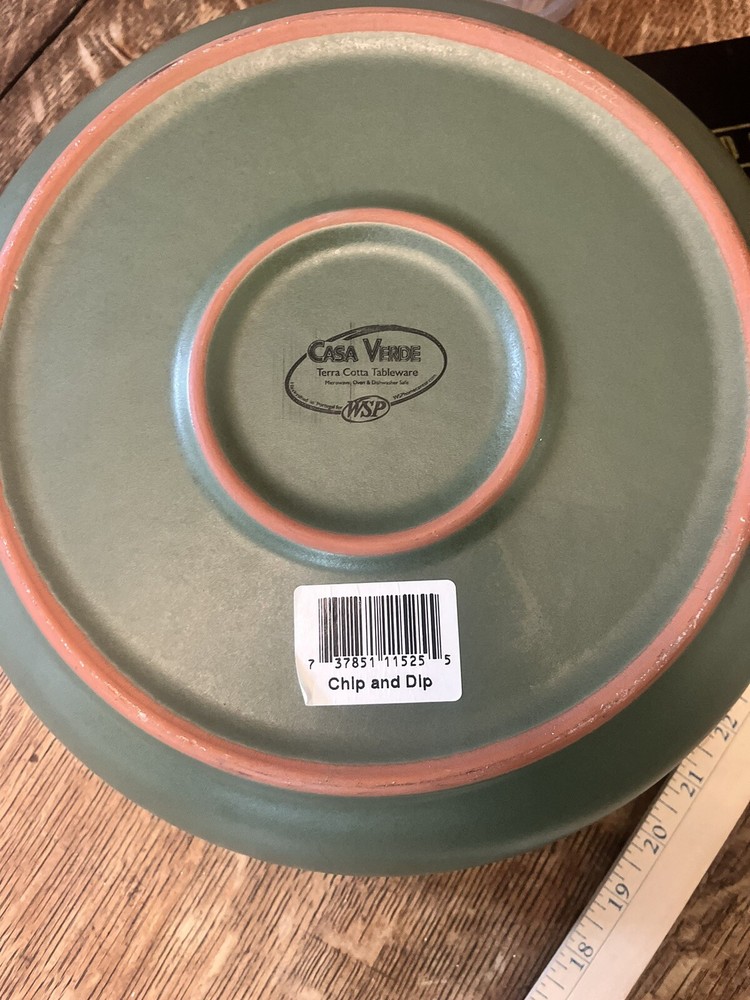 CASA VERDE
Terra Cotta Tableware
Microwave, Oven & Dishwasher Safe
WSP
7 37851 11525 5
Chip and Dip
22
21
20
19
18